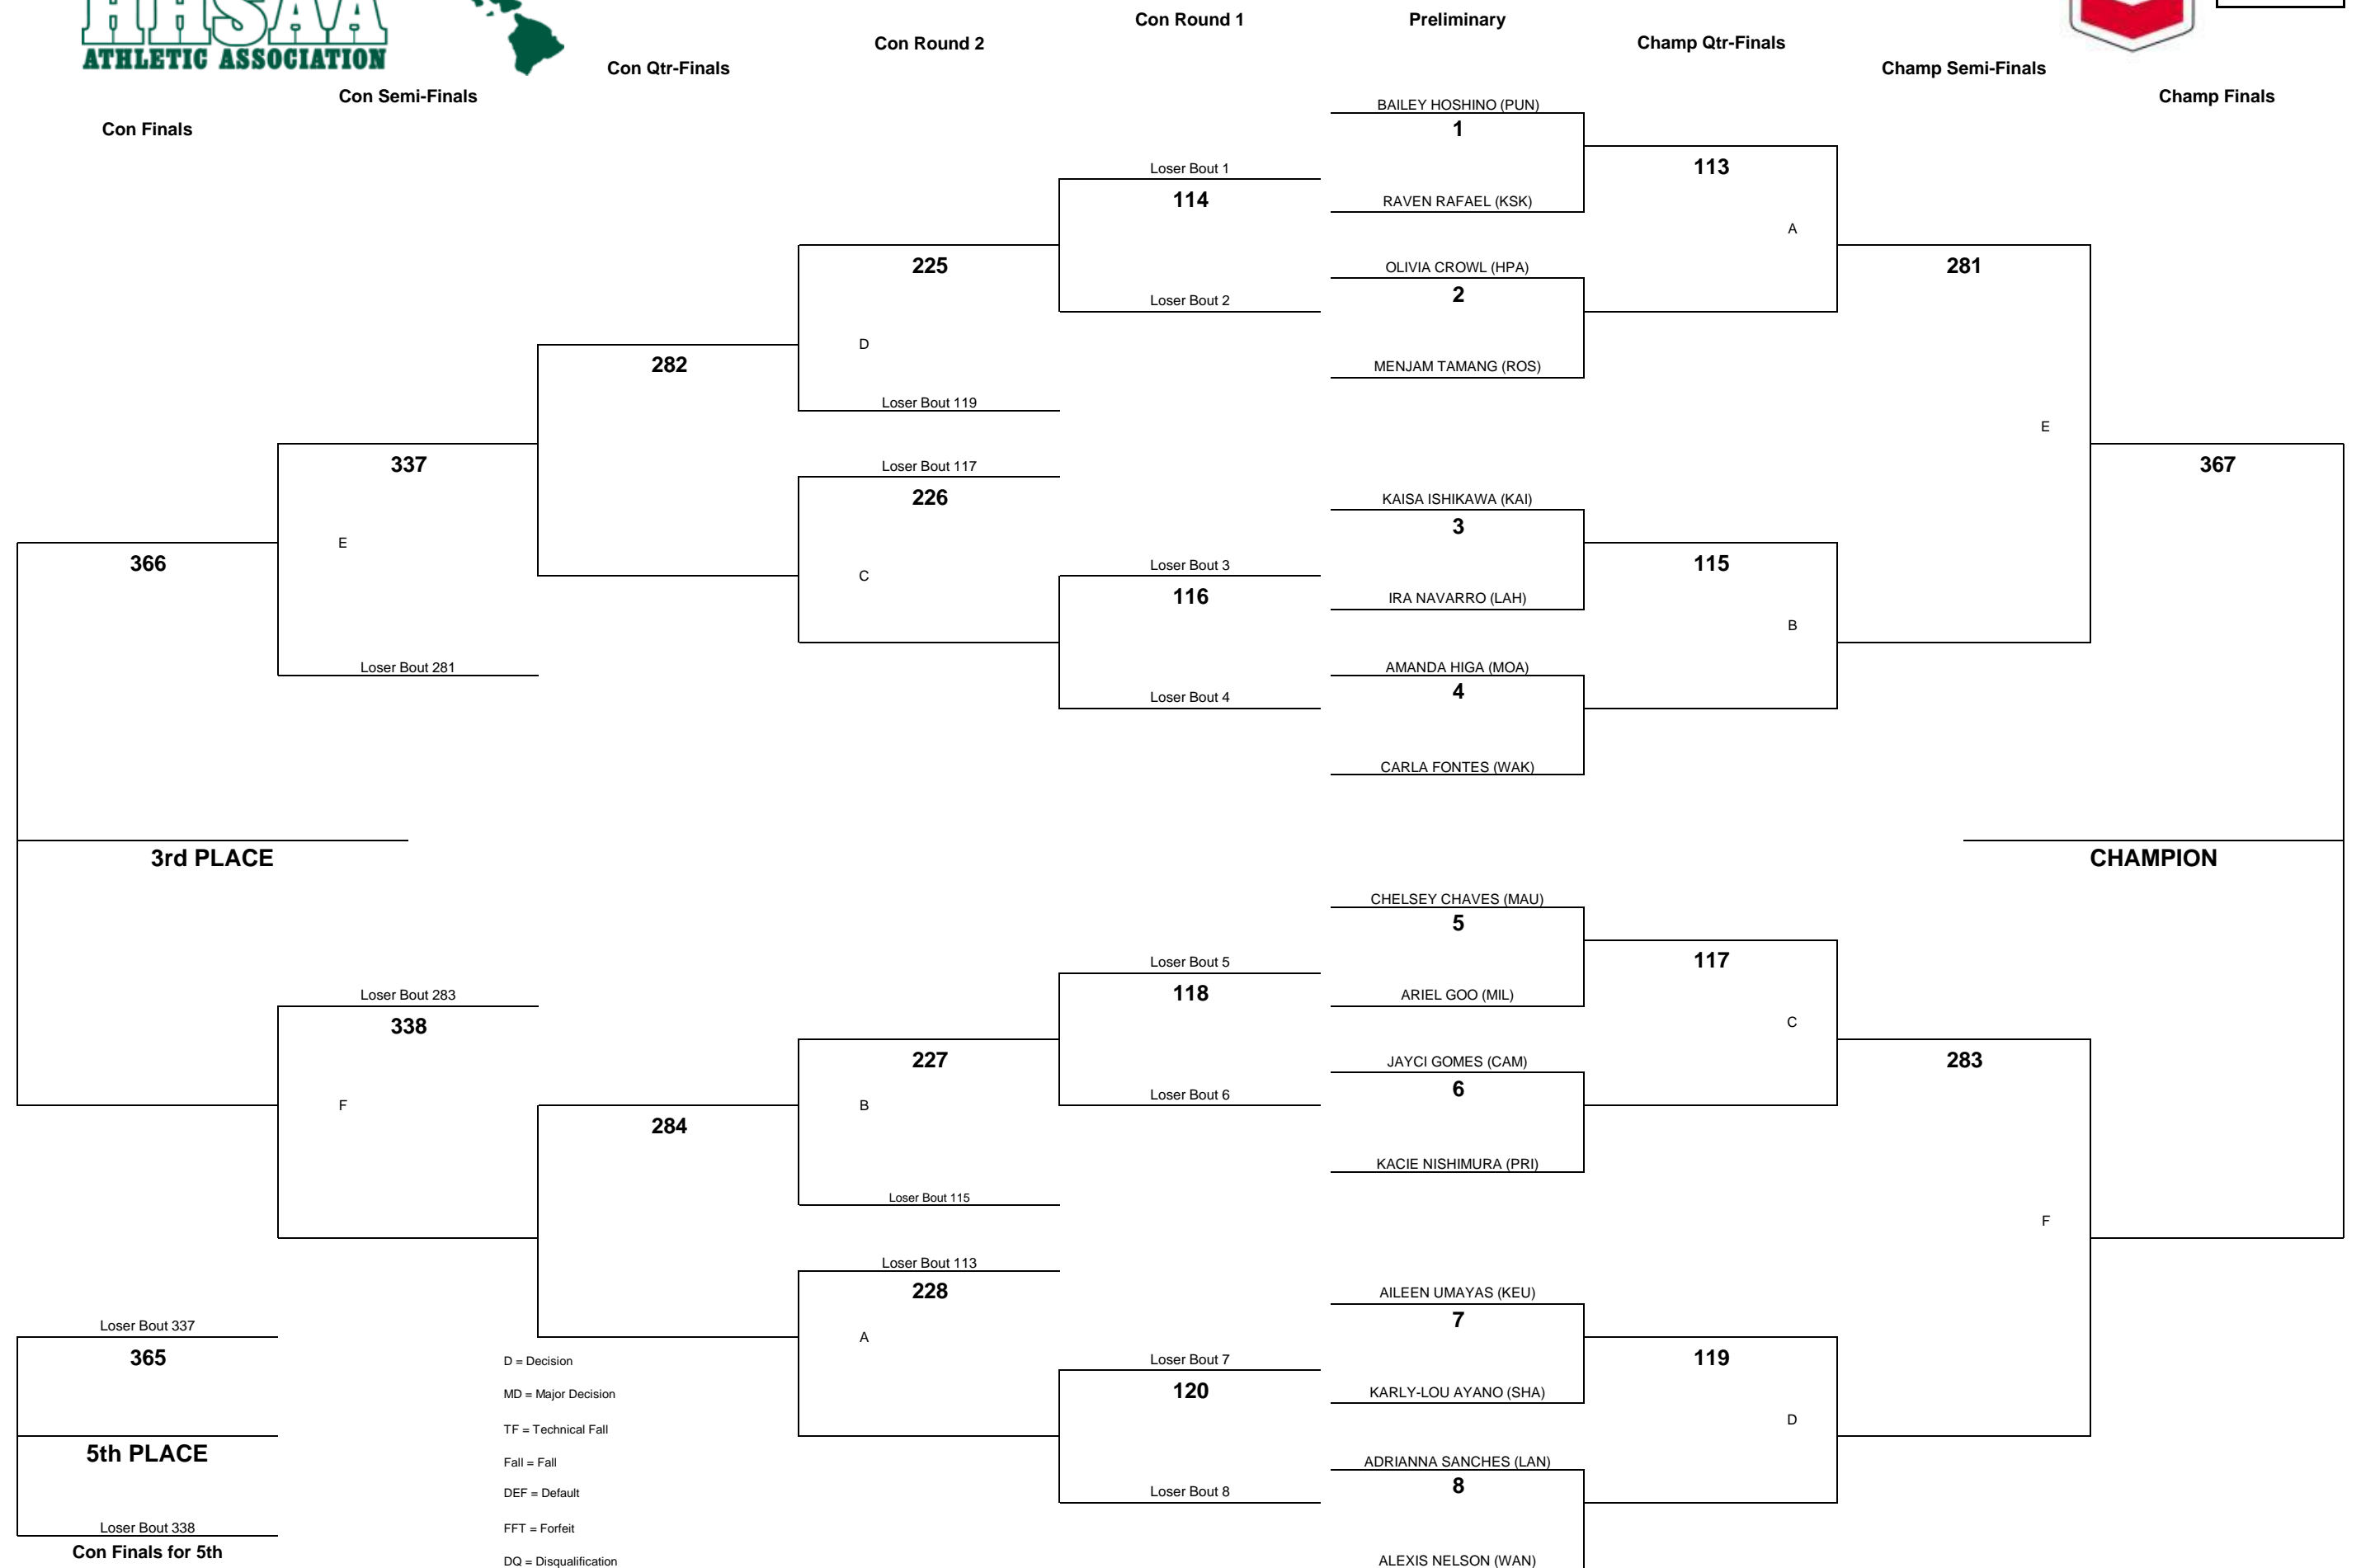 HHSAA
ATHLETIC ASSOCIATION
Con Finals
Con Semi-Finals
Con Qtr-Finals
Con Round 2
Con Round 1
Preliminary
Champ Qtr-Finals
Champ Semi-Finals
Champ Finals
BAILEY HOSHINO (PUN)
1
RAVEN RAFAEL (KSK)
OLIVIA CROWL (HPA)
2
MENJAM TAMANG (ROS)
KAISA ISHIKAWA (KAI)
3
IRA NAVARRO (LAH)
AMANDA HIGA (MOA)
4
CARLA FONTES (WAK)
CHELSEY CHAVES (MAU)
5
ARIEL GOO (MIL)
JAYCI GOMES (CAM)
6
KACIE NISHIMURA (PRI)
AILEEN UMAYAS (KEU)
7
KARLY-LOU AYANO (SHA)
ADRIANNA SANCHES (LAN)
8
ALEXIS NELSON (WAN)
113
A
115
B
117
C
119
D
281
E
283
F
367
CHAMPION
Loser Bout 1
114
Loser Bout 2
Loser Bout 3
116
Loser Bout 4
Loser Bout 5
118
Loser Bout 6
Loser Bout 7
120
Loser Bout 8
225
D
Loser Bout 119
Loser Bout 117
226
C
227
B
Loser Bout 115
Loser Bout 113
228
A
282
284
337
E
Loser Bout 281
Loser Bout 283
338
F
366
3rd PLACE
Loser Bout 337
365
5th PLACE
Loser Bout 338
Con Finals for 5th
D = Decision
MD = Major Decision
TF = Technical Fall
Fall = Fall
DEF = Default
FFT = Forfeit
DQ = Disqualification